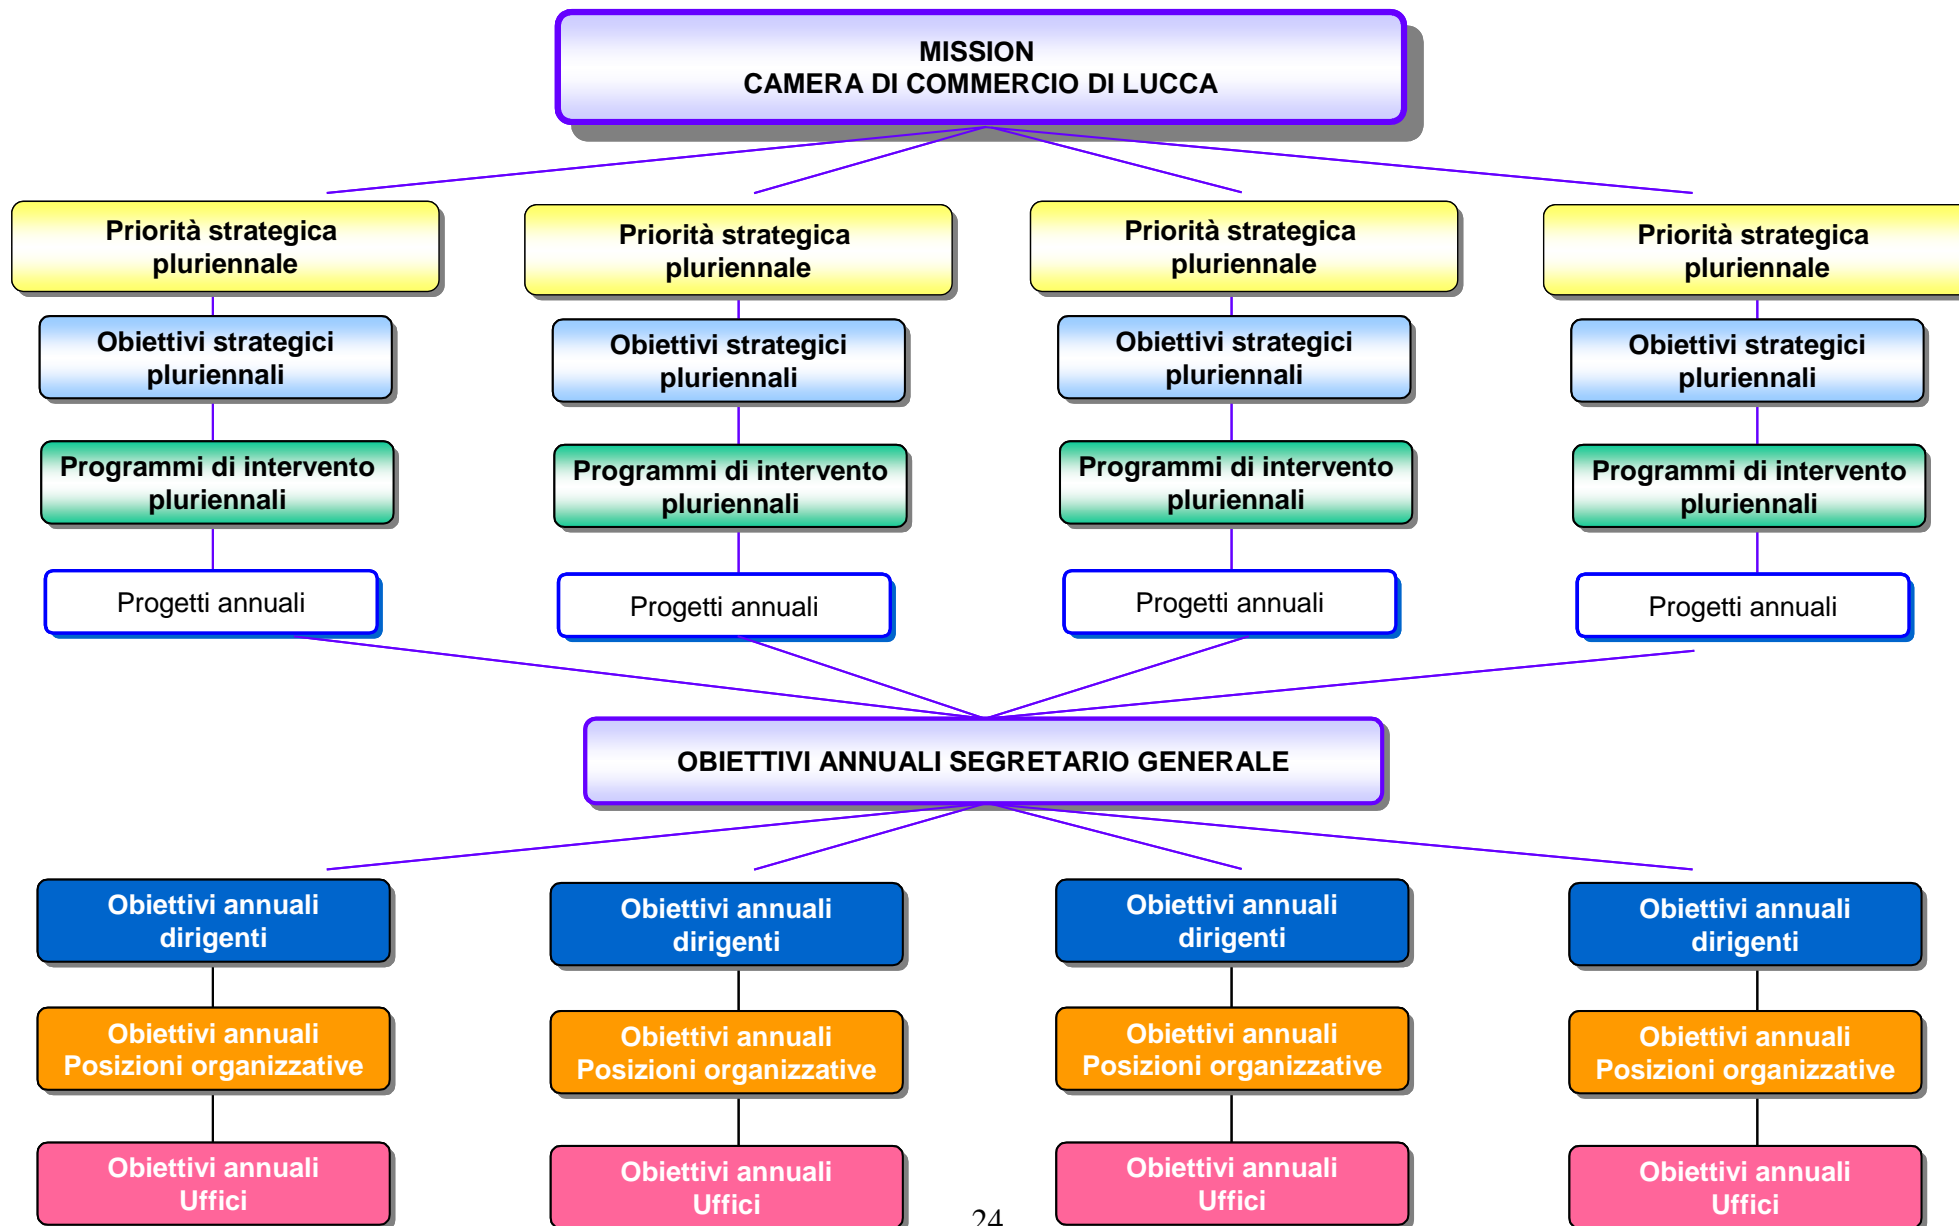 MISSION
CAMERA DI COMMERCIO DI LUCCA
Priorità strategica
pluriennale
Priorità strategica
pluriennale
Priorità strategica
pluriennale
Priorità strategica
pluriennale
Obiettivi strategici
pluriennali
Obiettivi strategici
pluriennali
Obiettivi strategici
pluriennali
Obiettivi strategici
pluriennali
Programmi di intervento
pluriennali
Programmi di intervento
pluriennali
Programmi di intervento
pluriennali
Programmi di intervento
pluriennali
Progetti annuali
Progetti annuali
Progetti annuali
Progetti annuali
OBIETTIVI ANNUALI SEGRETARIO GENERALE
Obiettivi annuali
dirigenti
Obiettivi annuali
dirigenti
Obiettivi annuali
dirigenti
Obiettivi annuali
dirigenti
Obiettivi annuali
Posizioni organizzative
Obiettivi annuali
Posizioni organizzative
Obiettivi annuali
Posizioni organizzative
Obiettivi annuali
Posizioni organizzative
Obiettivi annuali
Uffici
Obiettivi annuali
Uffici
Obiettivi annuali
Uffici
Obiettivi annuali
Uffici
24